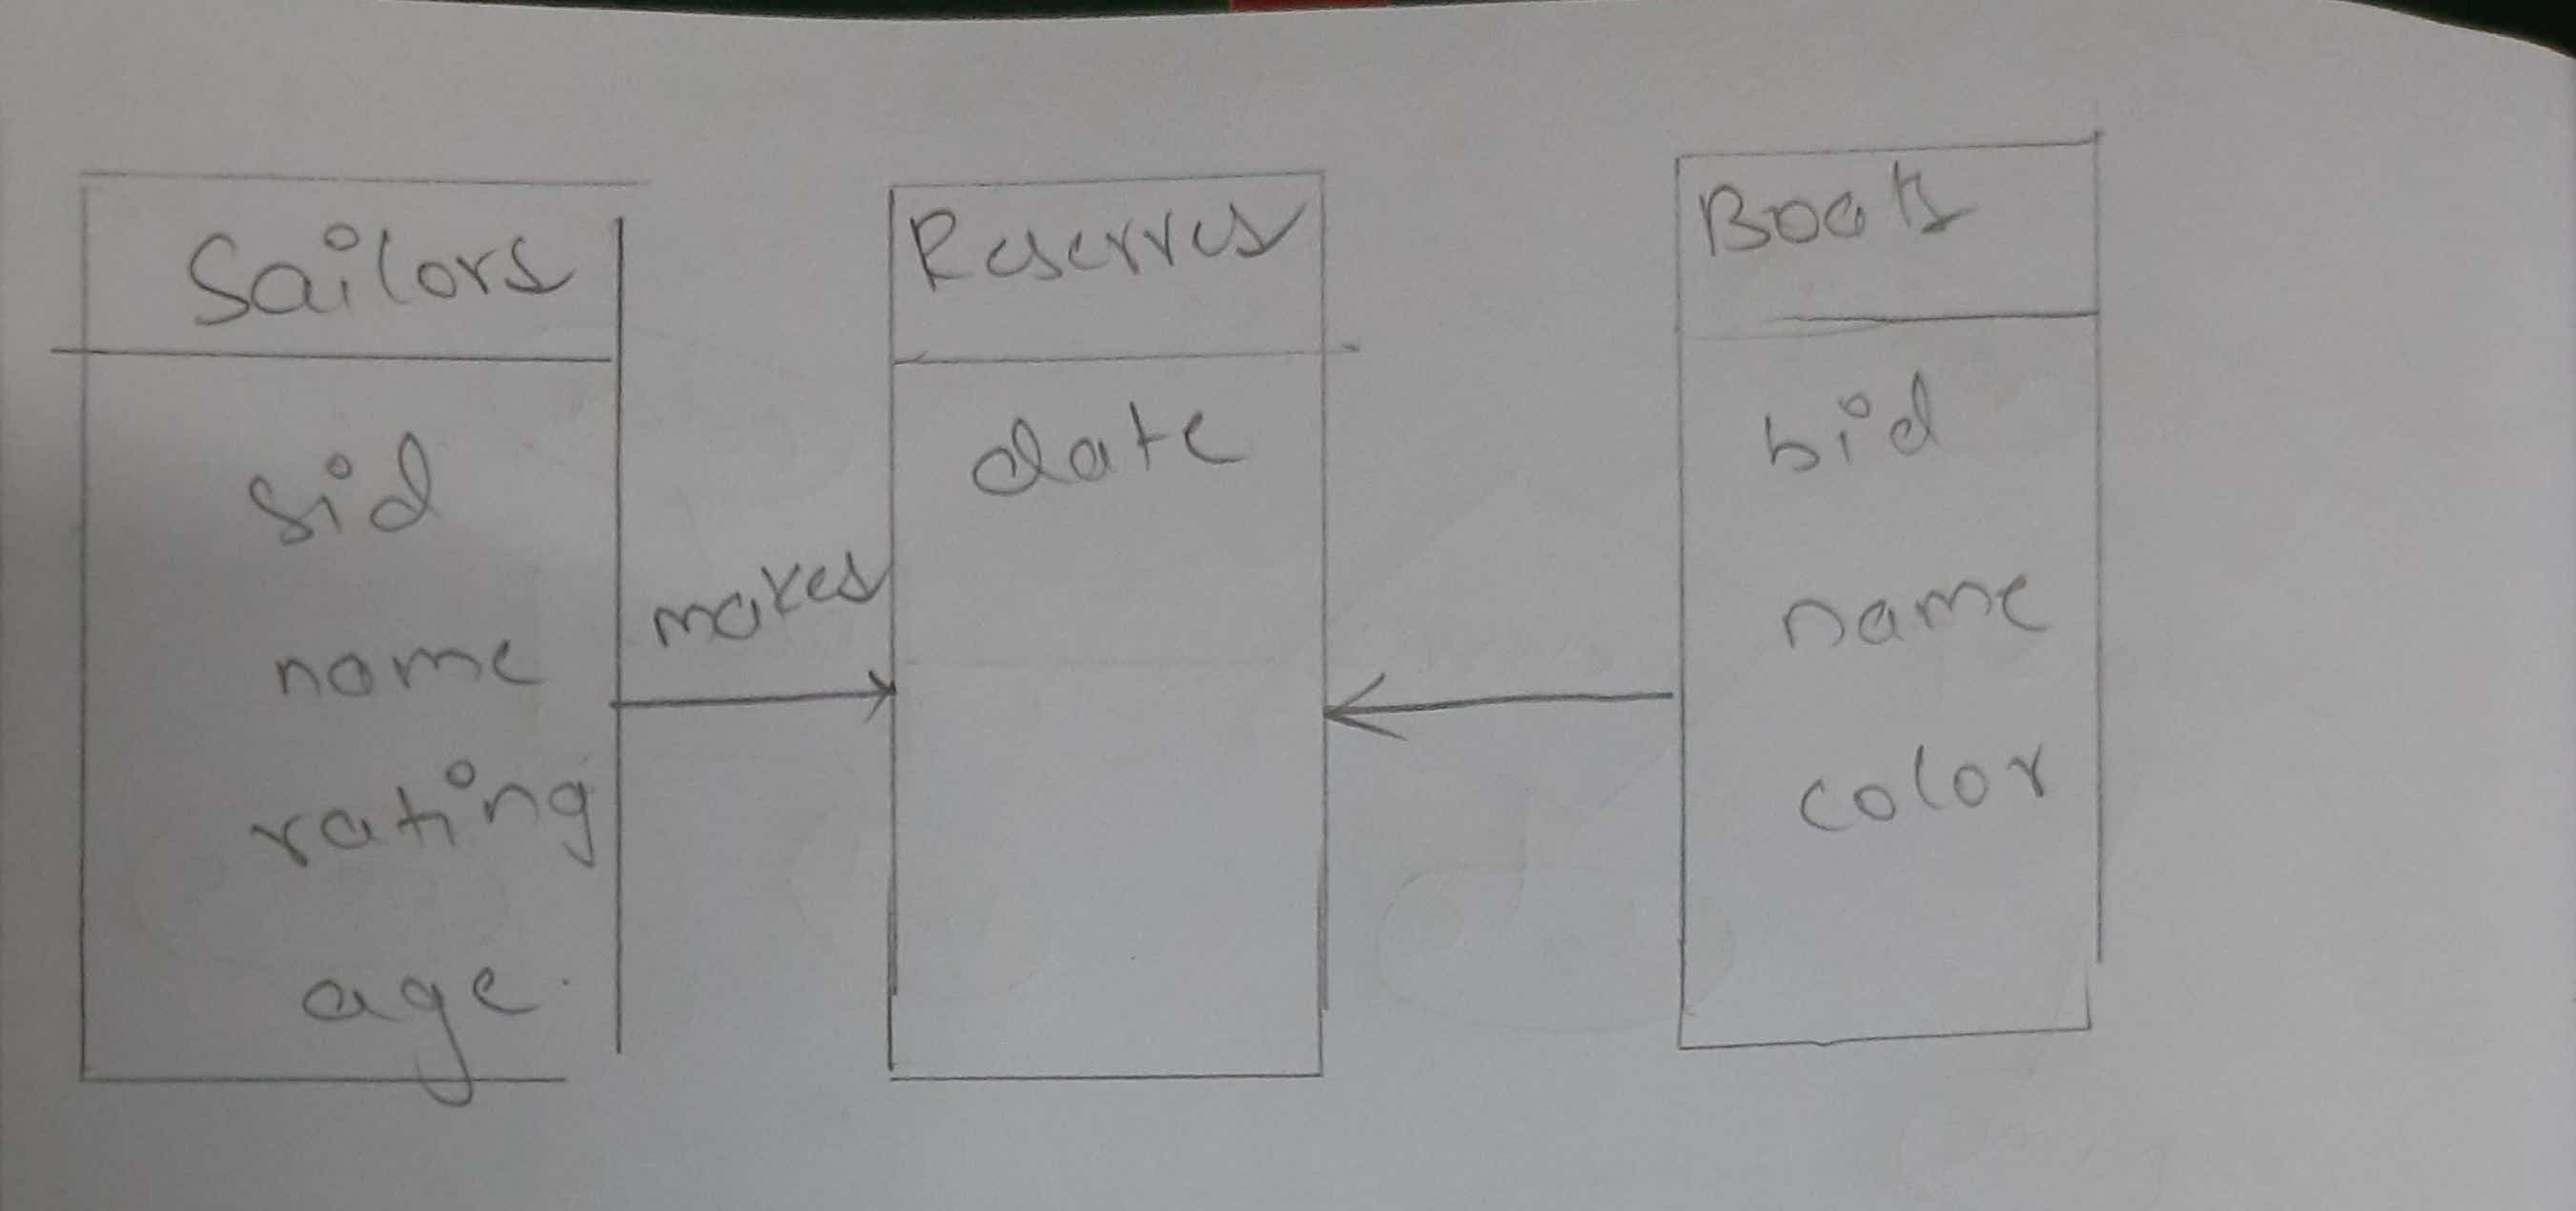 Sailors
sid
name
rating
age.
makes
Reserves
date
Boats
bid
name
color